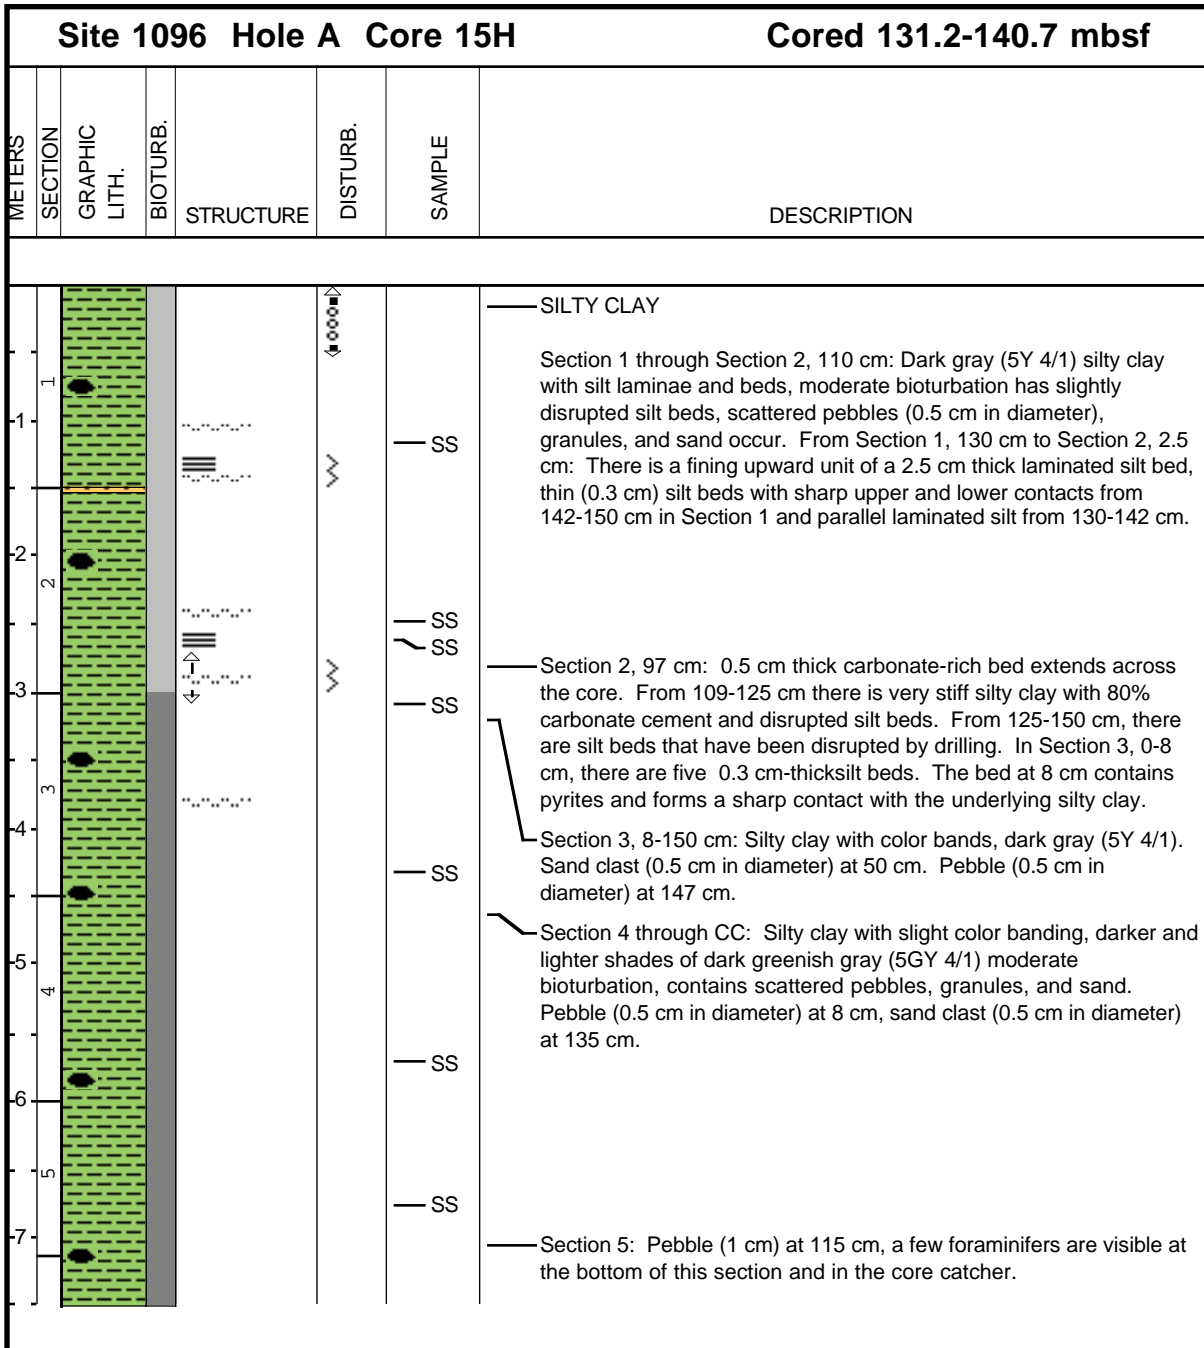 Site 1096 Hole A Core 15H Cored 131.2-140.7 mbsf
METERS
SECTION
GRAPHIC
LITH.
BIOTURB.
STRUCTURE
DISTURB.
SAMPLE
DESCRIPTION
SILTY CLAY
Section 1 through Section 2, 110 cm: Dark gray (5Y 4/1) silty clay
with silt laminae and beds, moderate bioturbation has slightly
disrupted silt beds, scattered pebbles (0.5 cm in diameter),
granules, and sand occur. From Section 1, 130 cm to Section 2, 2.5
cm: There is a fining upward unit of a 2.5 cm thick laminated silt bed,
thin (0.3 cm) silt beds with sharp upper and lower contacts from
142-150 cm in Section 1 and parallel laminated silt from 130-142 cm.
1
1
SS
2
2
SS
SS
Section 2, 97 cm: 0.5 cm thick carbonate-rich bed extends across
the core. From 109-125 cm there is very stiff silty clay with 80%
carbonate cement and disrupted silt beds. From 125-150 cm, there
are silt beds that have been disrupted by drilling. In Section 3, 0-8
cm, there are five 0.3 cm-thicksilt beds. The bed at 8 cm contains
pyrites and forms a sharp contact with the underlying silty clay.
3
SS
3
4
Section 3, 8-150 cm: Silty clay with color bands, dark gray (5Y 4/1).
Sand clast (0.5 cm in diameter) at 50 cm. Pebble (0.5 cm in
diameter) at 147 cm.
SS
Section 4 through CC: Silty clay with slight color banding, darker and
lighter shades of dark greenish gray (5GY 4/1) moderate
bioturbation, contains scattered pebbles, granules, and sand.
Pebble (0.5 cm in diameter) at 8 cm, sand clast (0.5 cm in diameter)
at 135 cm.
5
4
SS
6
5
SS
7
Section 5: Pebble (1 cm) at 115 cm, a few foraminifers are visible at
the bottom of this section and in the core catcher.